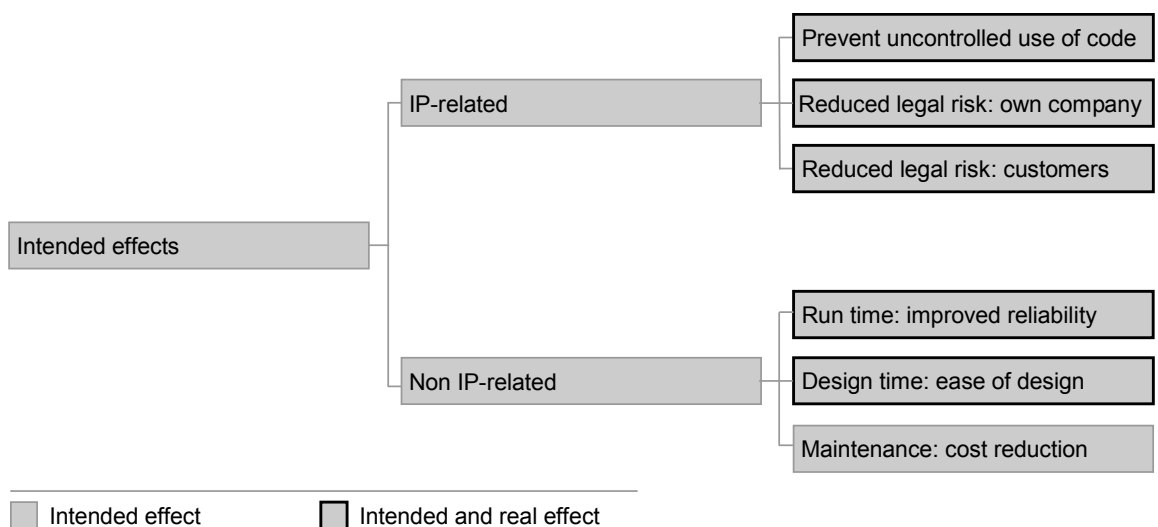 Prevent uncontrolled use of code
IP-related
Reduced legal risk: own company
Reduced legal risk: customers
Intended effects
Run time: improved reliability
Non IP-related
Design time: ease of design
Maintenance: cost reduction
Intended effect
Intended and real effect